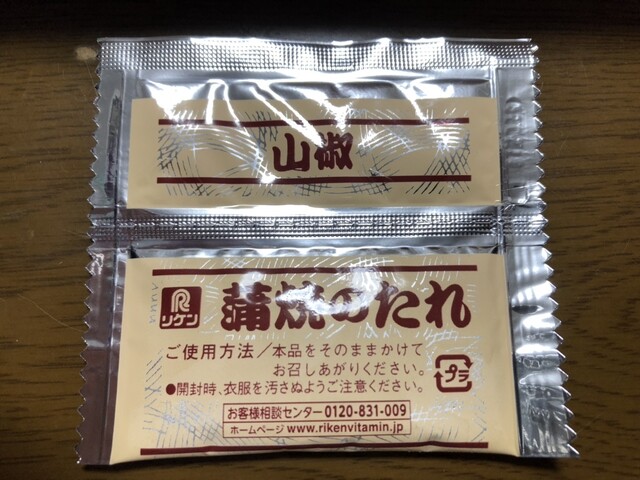 山椒
R
リケン
蒲焼のたれ
ご使用方法／本品をそのままかけて
お召しあがりください。
●開封時、衣服を汚さぬようご注意ください。
プラ
お客様相談センター 0120-831-009
ホームページ www.rikenvitamin.jp